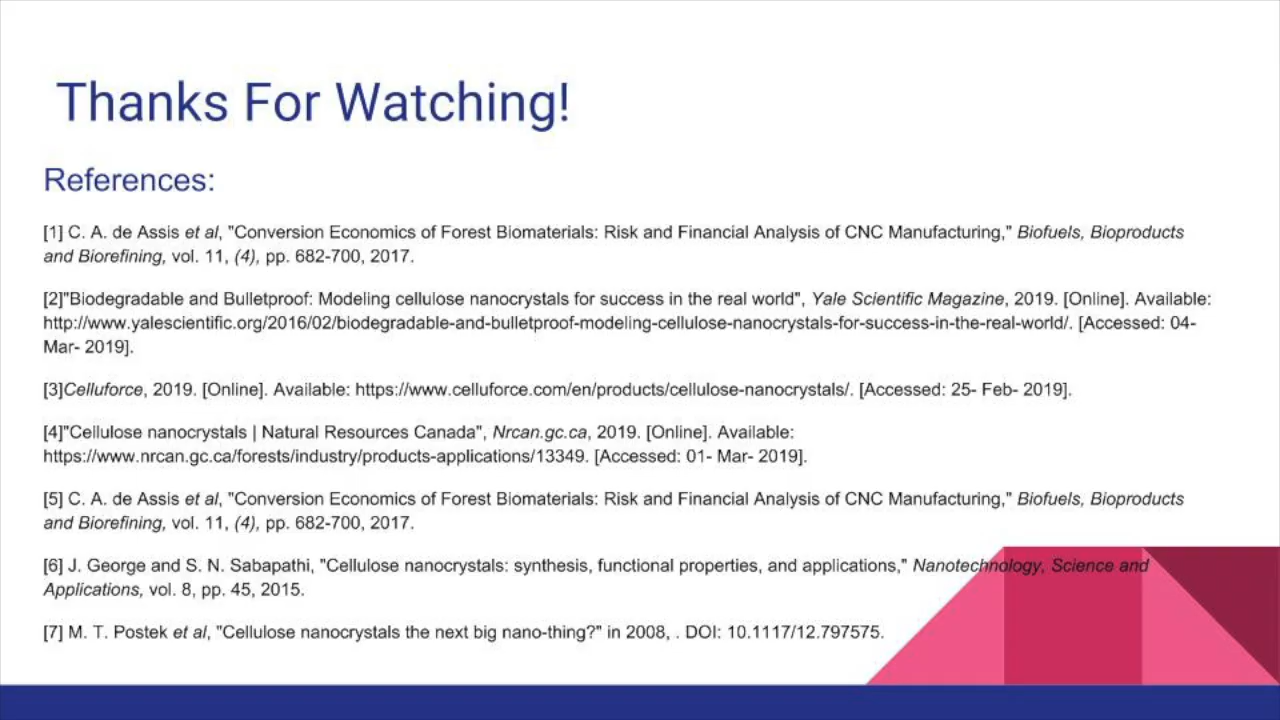 Thanks For Watching!
References:
[1] C. A. de Assis et al, "Conversion Economics of Forest Biomaterials: Risk and Financial Analysis of CNC Manufacturing," Biofuels, Bioproducts
and Biorefining, vol. 11, (4), pp. 682-700, 2017.
[2]"Biodegradable and Bulletproof: Modeling cellulose nanocrystals for success in the real world", Yale Scientific Magazine, 2019. [Online]. Available:
http://www.yalescientific.org/2016/02/biodegradable-and-bulletproof-modeling-cellulose-nanocrystals-for-success-in-the-real-world/. [Accessed: 04-
Mar- 2019].
[3]Celluforce, 2019. [Online]. Available: https://www.celluforce.com/en/products/cellulose-nanocrystals/. [Accessed: 25- Feb- 2019].
[4]"Cellulose nanocrystals | Natural Resources Canada", Nrcan.gc.ca, 2019. [Online]. Available:
https://www.nrcan.gc.ca/forests/industry/products-applications/13349. [Accessed: 01- Mar- 2019].
[5] C. A. de Assis et al, "Conversion Economics of Forest Biomaterials: Risk and Financial Analysis of CNC Manufacturing," Biofuels, Bioproducts
and Biorefining, vol. 11, (4), pp. 682-700, 2017.
[6] J. George and S. N. Sabapathi, "Cellulose nanocrystals: synthesis, functional properties, and applications," Nanotechnology, Science and
Applications, vol. 8, pp. 45, 2015.
[7] M. T. Postek et al, "Cellulose nanocrystals the next big nano-thing?" in 2008, . DOI: 10.1117/12.797575.